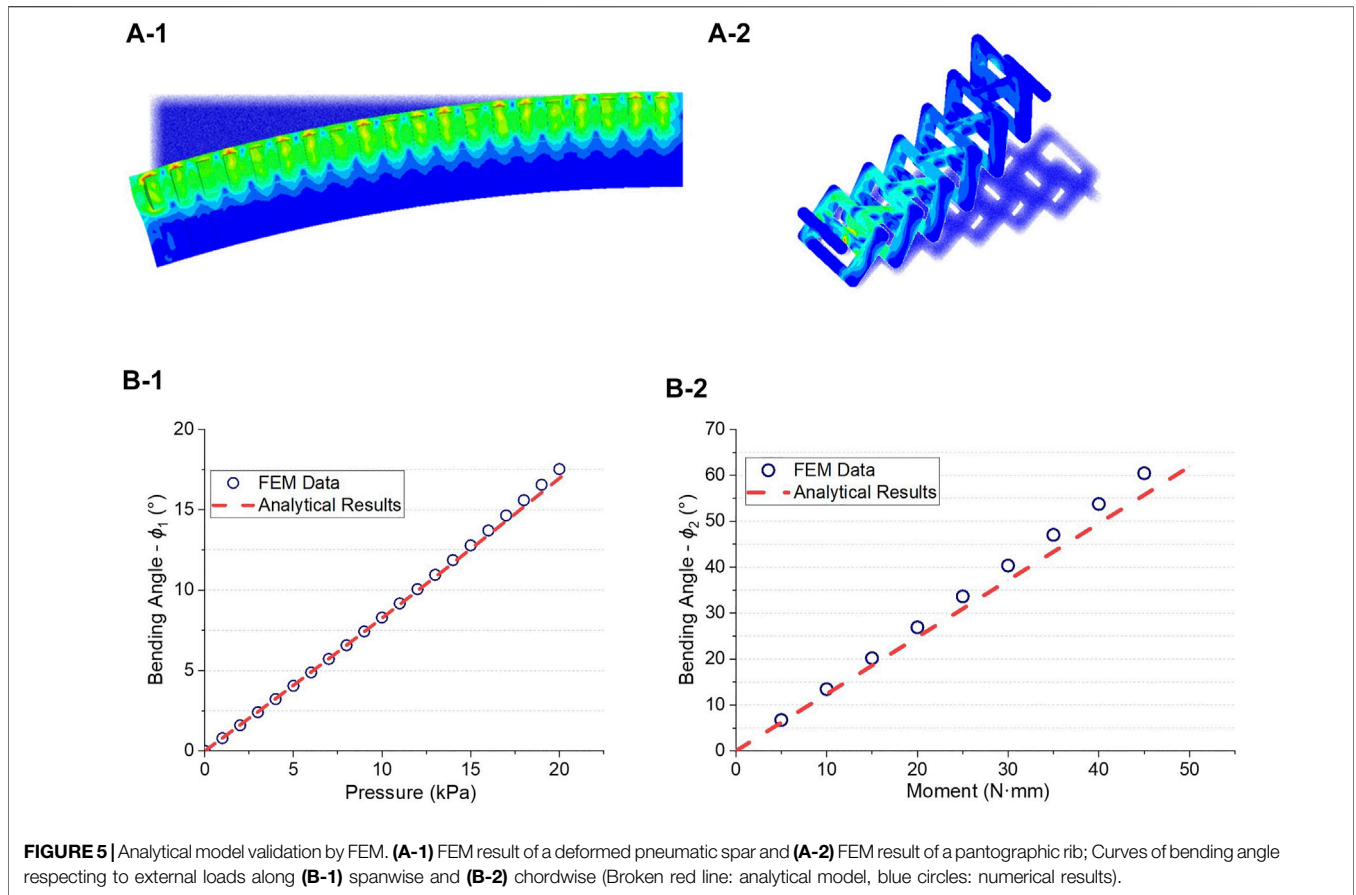 A-1
A-2
B-1
20
15
10
5
0
Bending Angle - ϕ₁ (°)
FEM Data
Analytical Results
0 5 10 15 20
Pressure (kPa)
B-2
70
60
50
40
30
20
10
0
Bending Angle - ϕ₂ (°)
FEM Data
Analytical Results
0 10 20 30 40 50
Moment (N·mm)
FIGURE 5 | Analytical model validation by FEM. (A-1) FEM result of a deformed pneumatic spar and (A-2) FEM result of a pantographic rib; Curves of bending angle
respecting to external loads along (B-1) spanwise and (B-2) chordwise (Broken red line: analytical model, blue circles: numerical results).